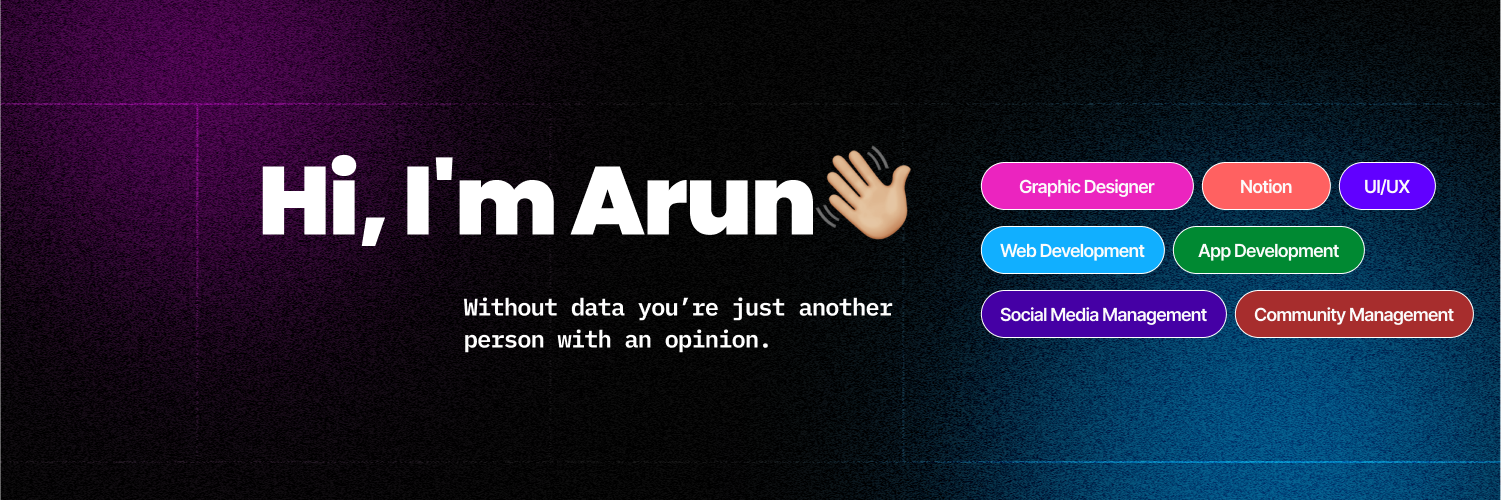 Hi, I'm Arun👋🏼
Without data you’re just another
person with an opinion.
Graphic Designer
Notion
UI/UX
Web Development
App Development
Social Media Management
Community Management